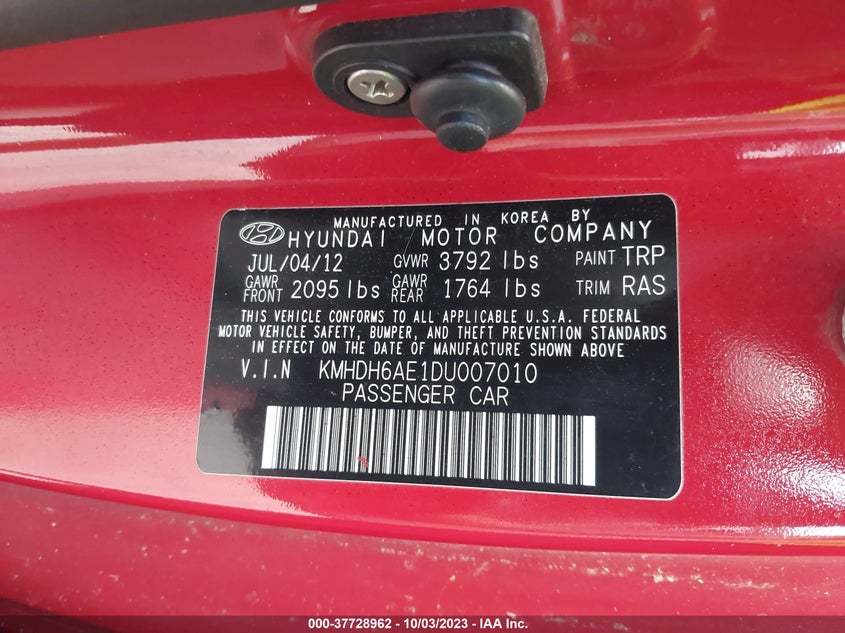 MANUFACTURED IN KOREA BY
HYUNDAI MOTOR COMPANY
JUL/04/12 GVWR 3792 lbs PAINT TRP
GAWR FRONT 2095 lbs GAWR REAR 1764 lbs TRIM RAS
THIS VEHICLE CONFORMS TO ALL APPLICABLE U.S.A. FEDERAL
MOTOR VEHICLE SAFETY, BUMPER, AND THEFT PREVENTION STANDARDS
IN EFFECT ON THE DATE OF MANUFACTURE SHOWN ABOVE
V.I.N KMHDH6AE1DU007010
PASSENGER CAR
000-37728962 - 10/03/2023 - IAA Inc.